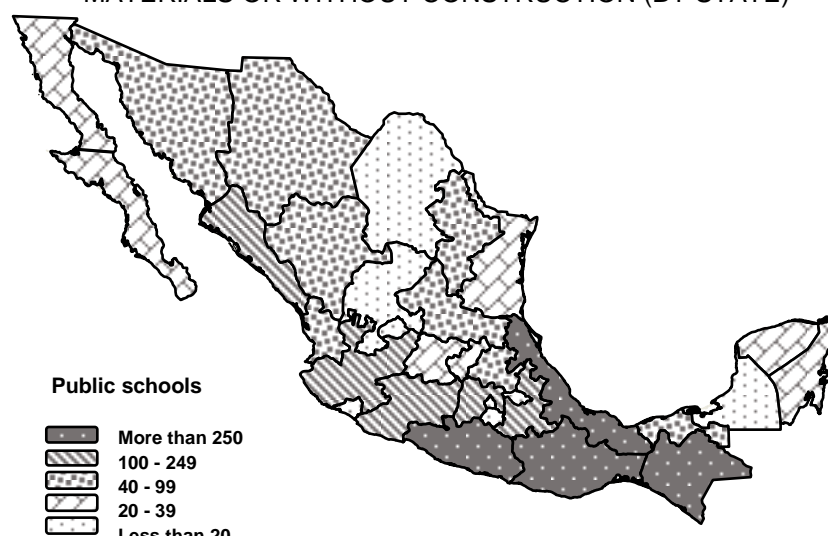 MATERIALS OR WITHOUT CONSTRUCTION (BY STATE)
Public schools
More than 250
100 - 249
40 - 99
20 - 39
Less than 20